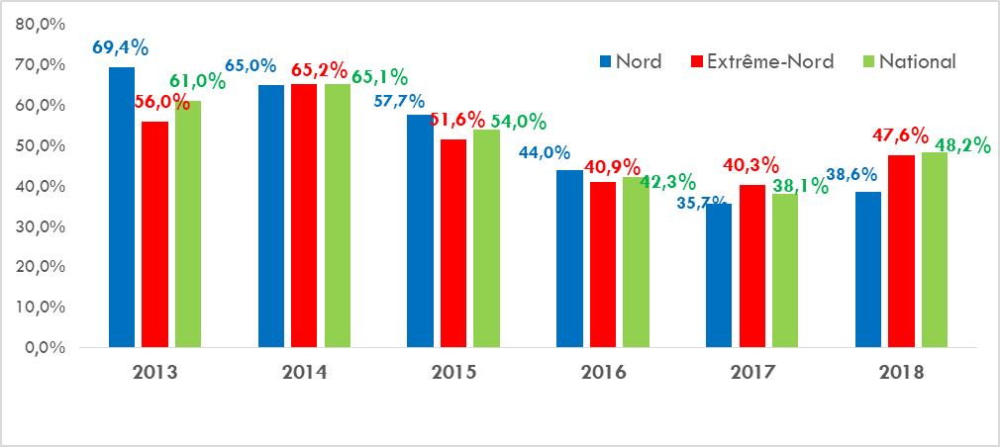 80,0%
70,0%
60,0%
50,0%
40,0%
30,0%
20,0%
10,0%
0,0%
Nord Extrême-Nord National
69,4% 56,0% 61,0%
65,0% 65,2% 65,1%
57,7% 51,6% 54,0%
44,0% 40,9% 42,3%
35,7% 40,3% 38,1%
38,6% 47,6% 48,2%
2013 2014 2015 2016 2017 2018